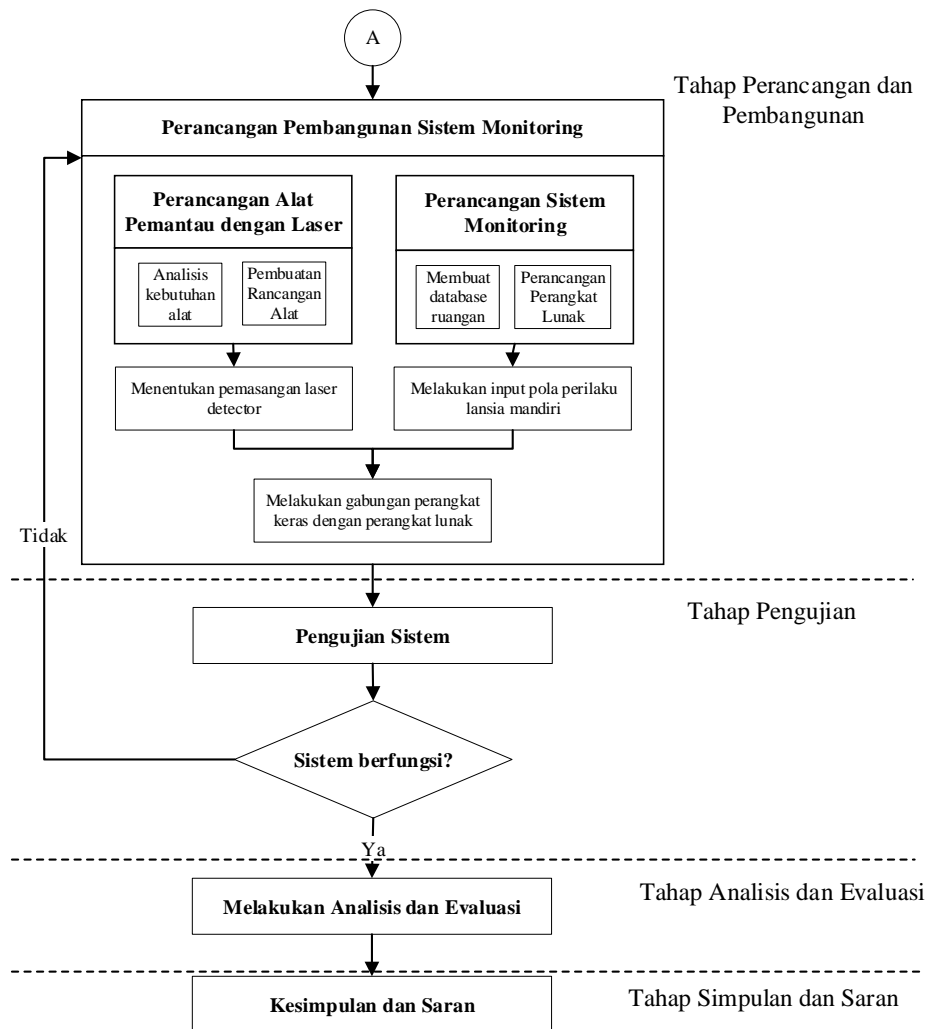 A
Tahap Perancangan dan
Pembangunan
Perancangan Pembangunan Sistem Monitoring
Perancangan Alat
Pemantau dengan Laser
Analisis
kebutuhan
alat
Pembuatan
Rancangan
Alat
Perancangan Sistem
Monitoring
Membuat
database
ruangan
Perancangan
Perangkat
Lunak
Menentukan pemasangan laser
detector
Melakukan input pola perilaku
lansia mandiri
Melakukan gabungan perangkat
keras dengan perangkat lunak
Tidak
Tahap Pengujian
Pengujian Sistem
Sistem berfungsi?
Ya
Tahap Analisis dan Evaluasi
Melakukan Analisis dan Evaluasi
Tahap Simpulan dan Saran
Kesimpulan dan Saran